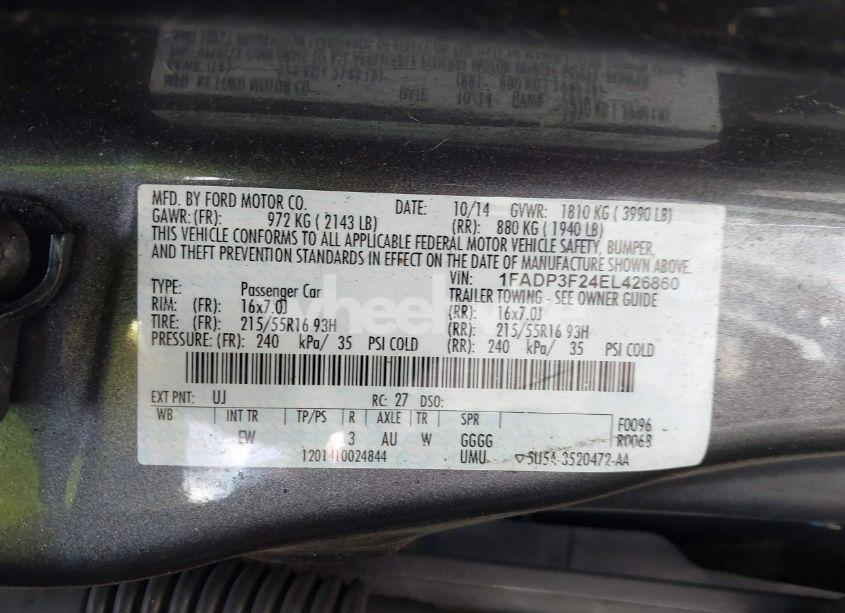 MFD. BY FORD MOTOR CO. DATE: 10/14 GVWR: 1810 KG ( 3990 LB)
GAWR: (FR): 972 KG ( 2143 LB) (RR): 880 KG ( 1940 LB)
THIS VEHICLE CONFORMS TO ALL APPLICABLE FEDERAL MOTOR VEHICLE SAFETY, BUMPER,
AND THEFT PREVENTION STANDARDS IN EFFECT ON THE DATE OF MANUFACTURE SHOWN ABOVE.
VIN: 1FADP3F24EL426860
TYPE: Passenger Car TRAILER TOWING - SEE OWNER GUIDE
RIM: (FR): 16x7.0J (RR): 16x7.0J
TIRE: (FR): 215/55R16 93H (RR): 215/55R16 93H
PRESSURE: (FR): 240 kPa/ 35 PSI COLD (RR): 240 kPa/ 35 PSI COLD
EXT PNT: UJ RC: 27 DSO:
WB INT TR TP/PS R AXLE TR SPR F0096
EW 3 AU W GGGG R0068
1201410024844 UMU ▽5U5A-3520472-AA